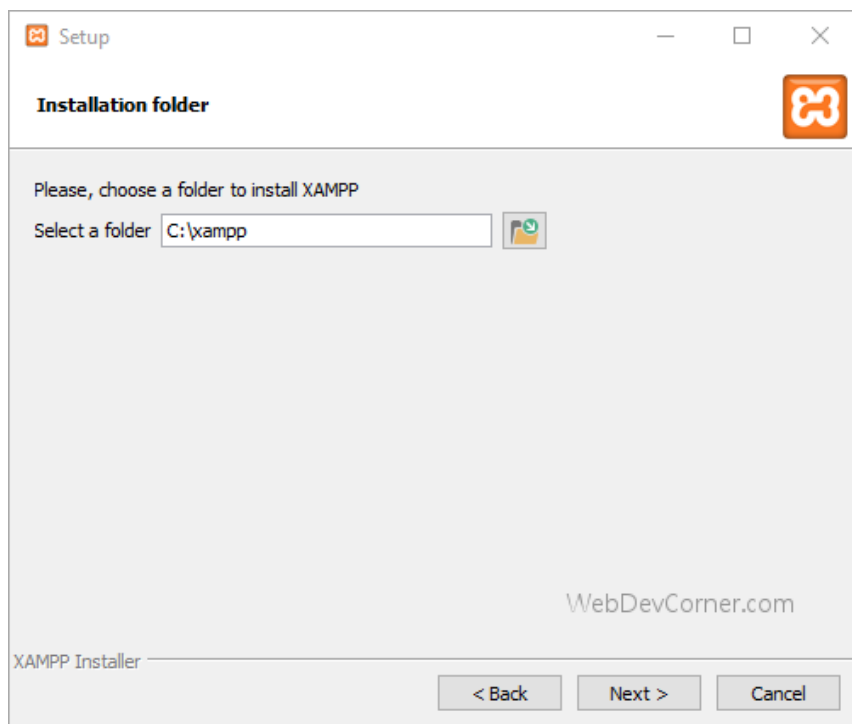 Setup
Installation folder
Please, choose a folder to install XAMPP
Select a folder C:\xampp
WebDevCorner.com
XAMPP Installer
< Back Next > Cancel